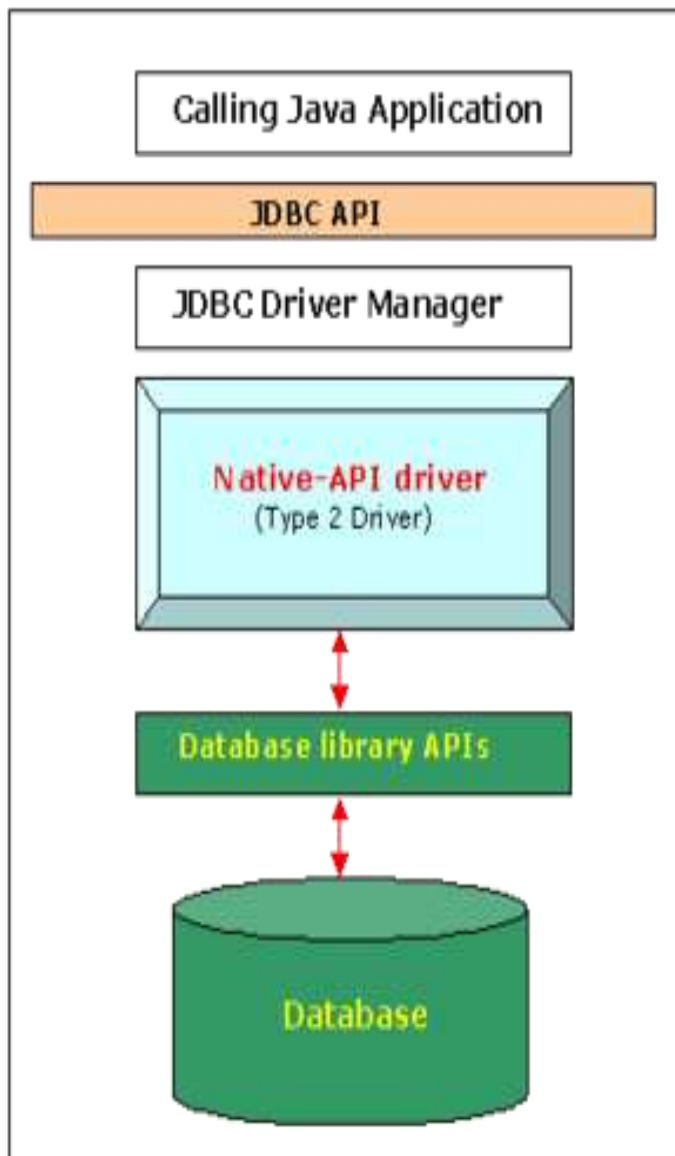 Calling Java Application
JDBC API
JDBC Driver Manager
Native-API driver
(Type 2 Driver)
Database library APIs
Database